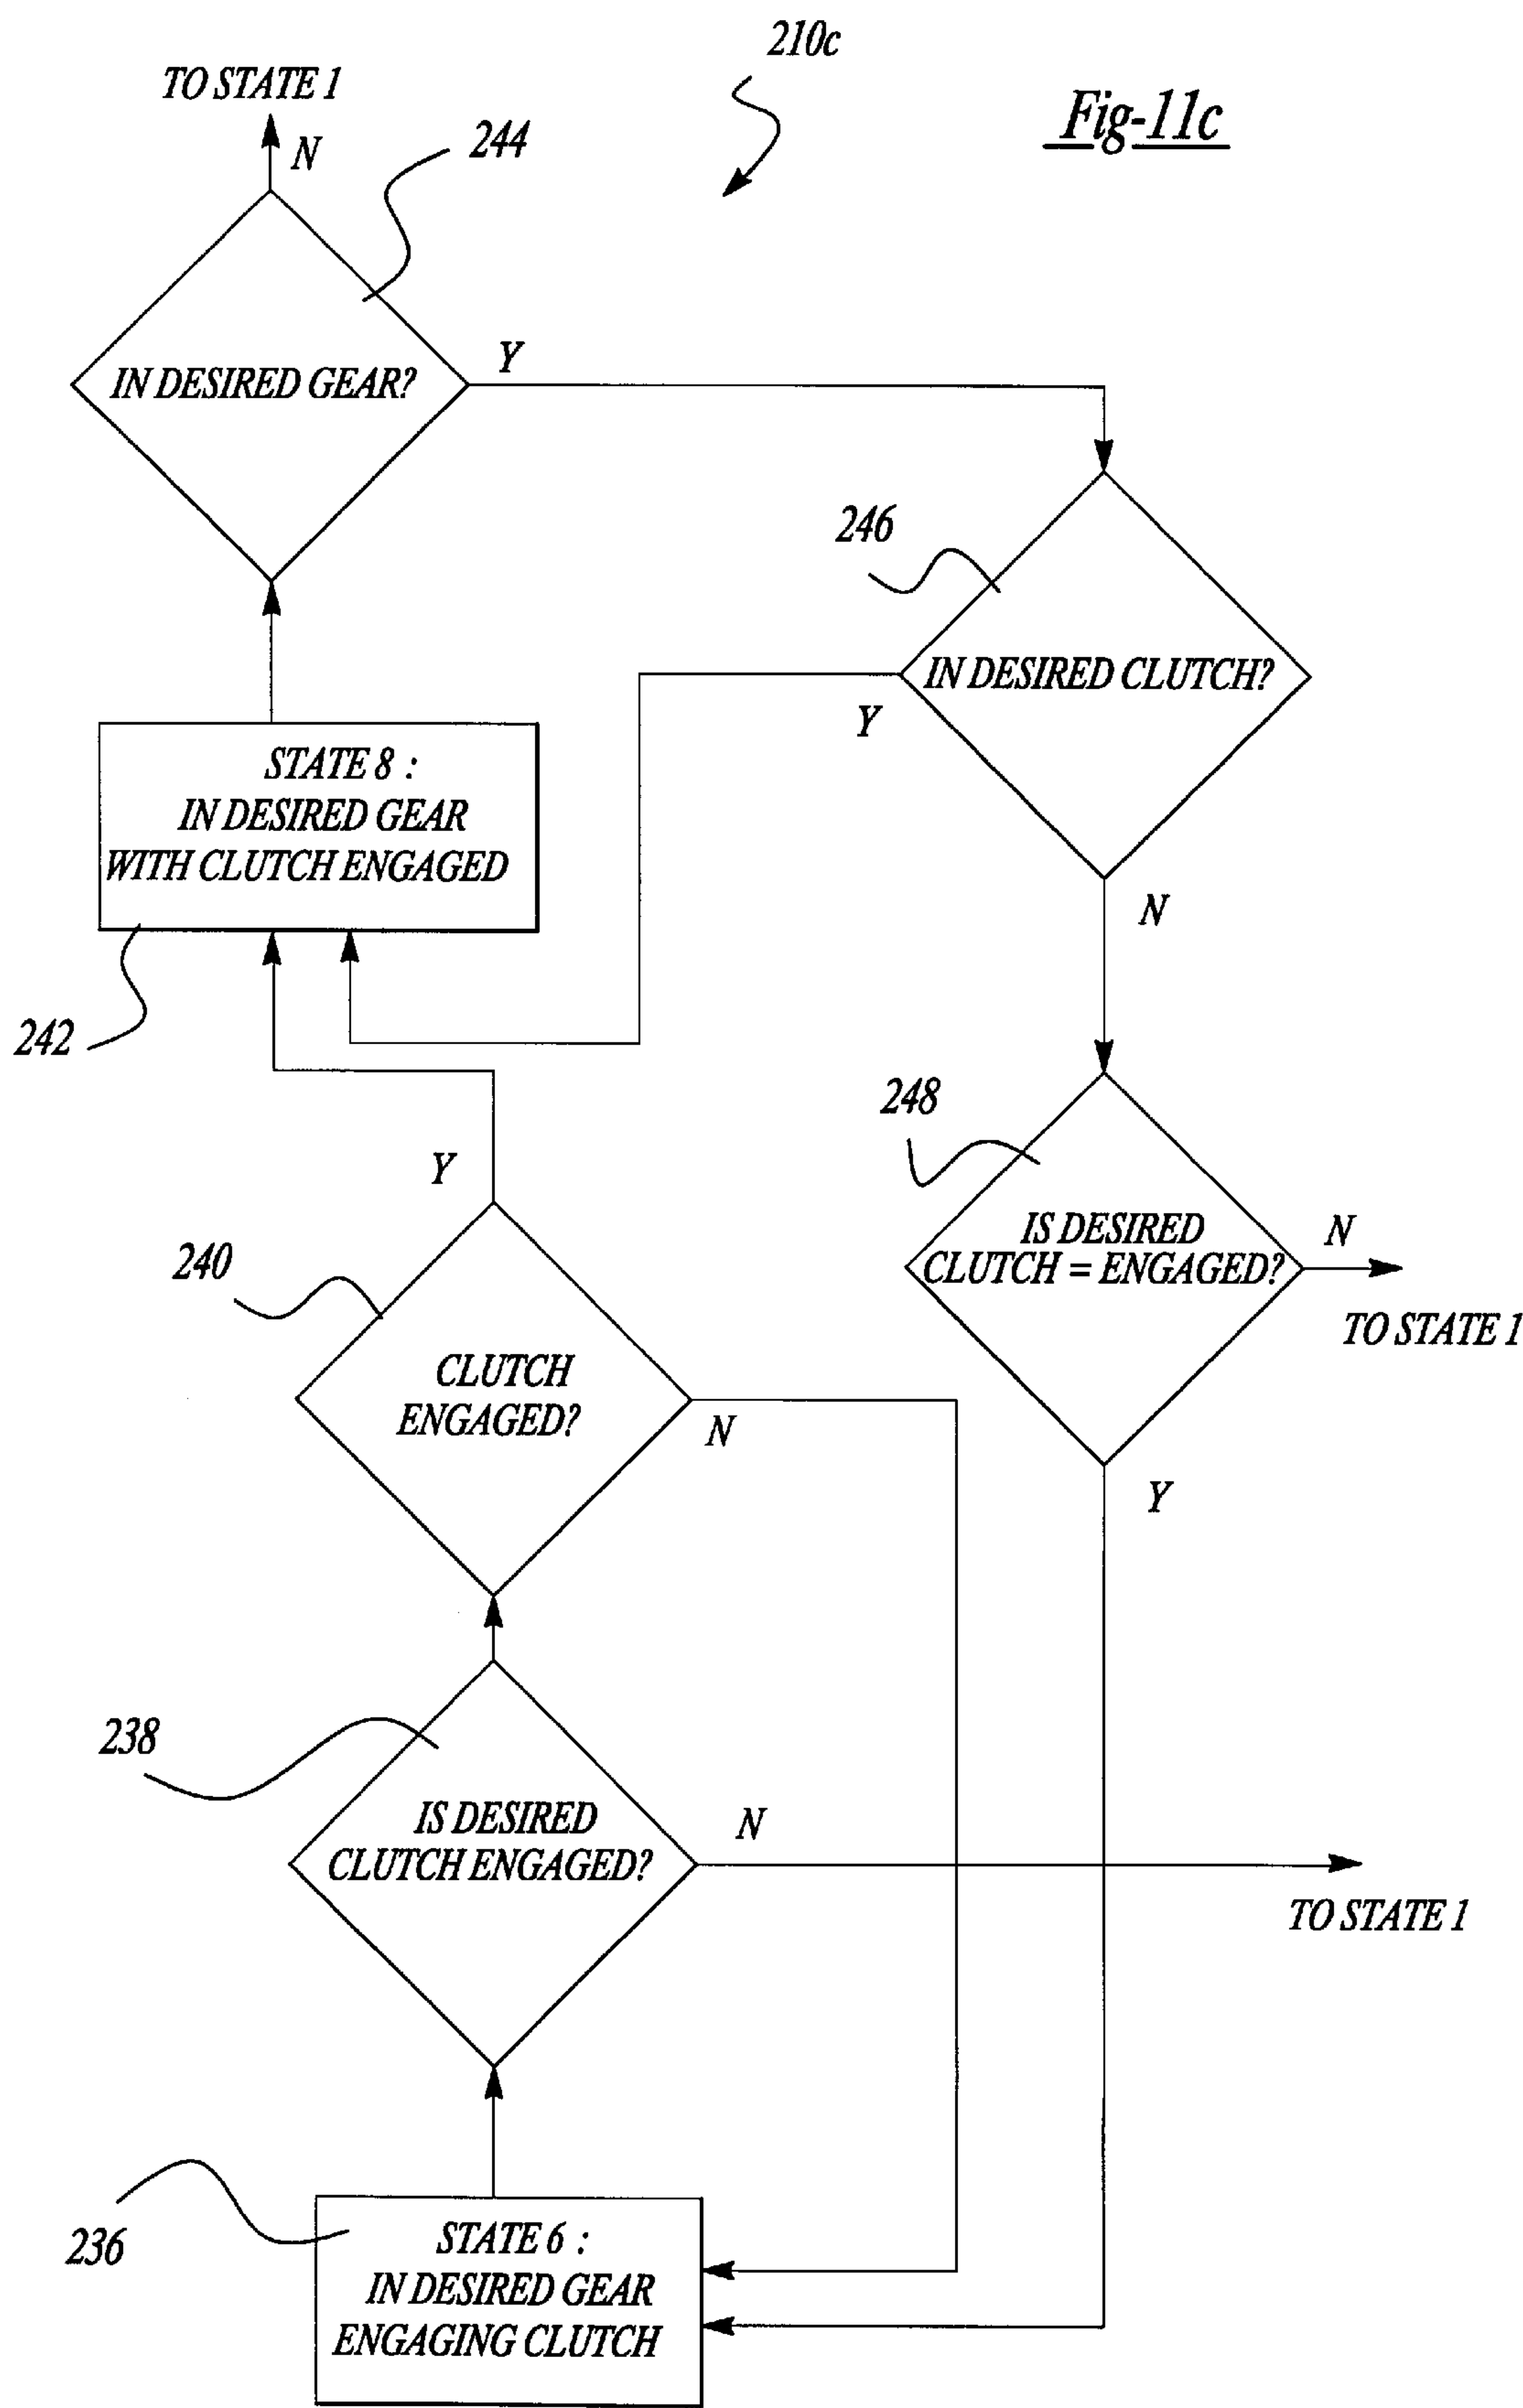 210c
Fig-11c
TO STATE 1
N
244
IN DESIRED GEAR?
Y
246
IN DESIRED CLUTCH?
Y
N
STATE 8 :
IN DESIRED GEAR
WITH CLUTCH ENGAGED
242
248
IS DESIRED
CLUTCH = ENGAGED?
N
TO STATE 1
Y
Y
240
CLUTCH
ENGAGED?
N
238
IS DESIRED
CLUTCH ENGAGED?
N
TO STATE 1
236
STATE 6 :
IN DESIRED GEAR
ENGAGING CLUTCH